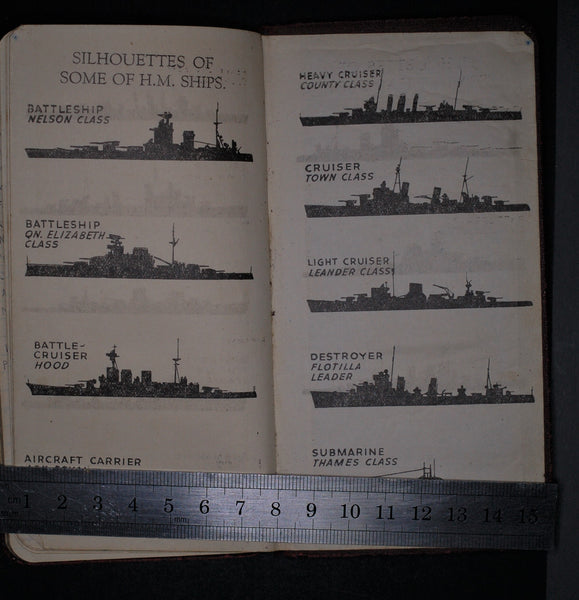 SILHOUETTES OF
SOME OF H.M. SHIPS.
BATTLESHIP
NELSON CLASS
BATTLESHIP
QN. ELIZABETH
CLASS
BATTLE-
CRUISER
HOOD
AIRCRAFT CARRIER
HEAVY CRUISER
COUNTY CLASS
CRUISER
TOWN CLASS
LIGHT CRUISER
LEANDER CLASS
DESTROYER
FLOTILLA
LEADER
SUBMARINE
THAMES CLASS
cm 1 2 3 4 5 6 7 8 9 10 11 12 13 14 15
mm